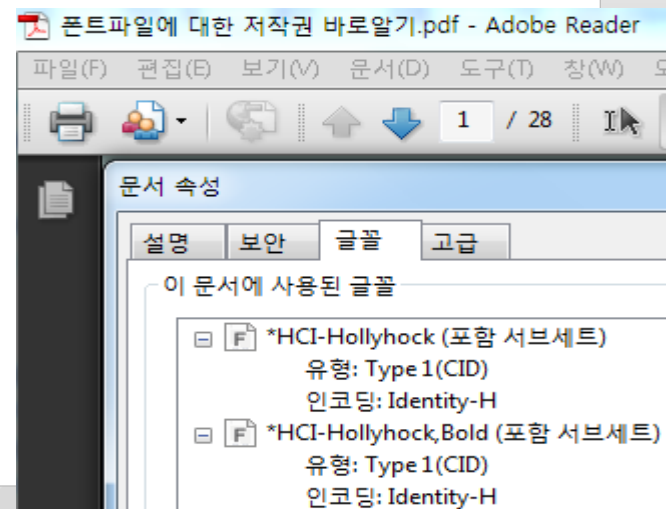 폰트파일에 대한 저작권 바로알기.pdf - Adobe Reader
파일(F) 편집(E) 보기(V) 문서(D) 도구(T) 창(W)
1 / 28
문서 속성
설명 보안 글꼴 고급
이 문서에 사용된 글꼴
*HCI-Hollyhock (포함 서브세트)
유형: Type 1(CID)
인코딩: Identity-H
*HCI-Hollyhock,Bold (포함 서브세트)
유형: Type 1(CID)
인코딩: Identity-H